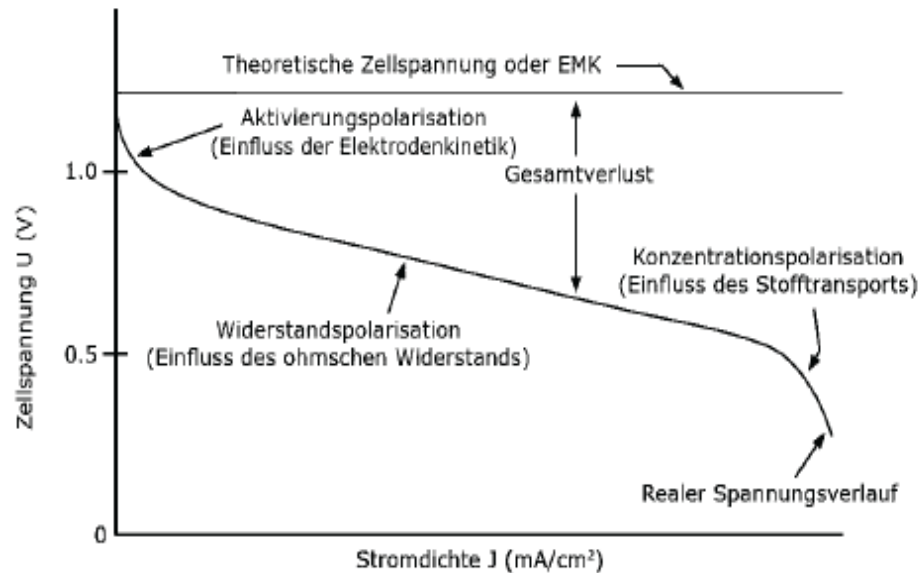 Theoretische Zellspannung oder EMK
Aktivierungspolarisation
(Einfluss der Elektrodenkinetik)
1.0
Gesamtverlust
Konzentrationspolarisation
(Einfluss des Stofftransports)
Zellspannung U (V)
Widerstandspolarisation
(Einfluss des ohmschen Widerstands)
0.5
Realer Spannungsverlauf
0
Stromdichte J (mA/cm²)